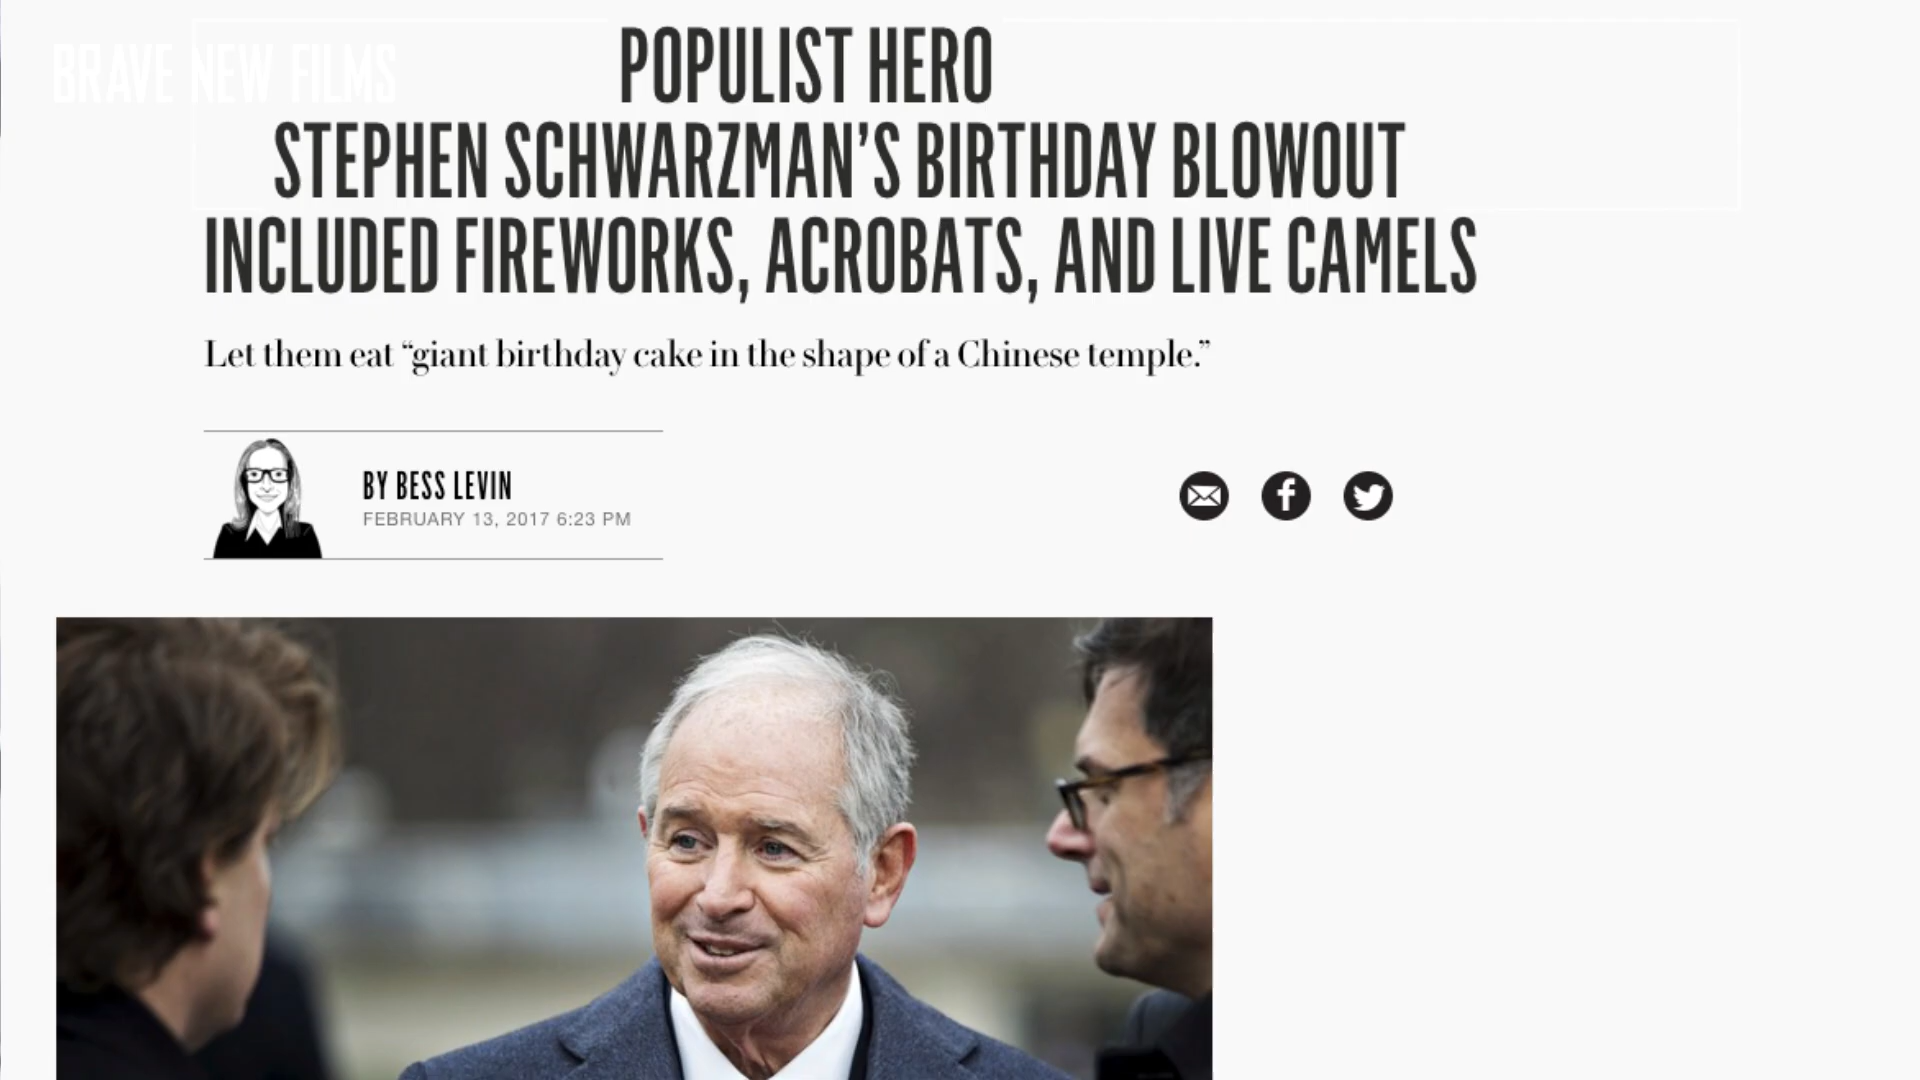 BRAVE NEW FILMS
POPULIST HERO
STEPHEN SCHWARZMAN’S BIRTHDAY BLOWOUT
INCLUDED FIREWORKS, ACROBATS, AND LIVE CAMELS
Let them eat “giant birthday cake in the shape of a Chinese temple.”
BY BESS LEVIN
FEBRUARY 13, 2017 6:23 PM